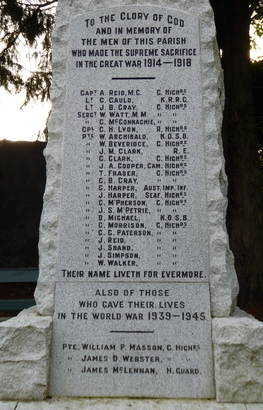 TO THE GLORY OF GOD
AND IN MEMORY OF
THE MEN OF THIS PARISH
WHO MADE THE SUPREME SACRIFICE
IN THE GREAT WAR 1914–1918
CAPT A. REID, M.C. G. HIGHRS
LT G. GAULD, K.R.R.C.
LT J. B. GRAY, G. HIGHRS
SERGT W. WATT, M.M. " "
" C. MCCONNACHIE, " "
CPL C. H. LYON, R. HIGHRS
PTE W. ARCHIBALD, K.O.S.B.
" W. BEVERIDGE, G. HIGHRS
" J. M. CLARK, R.E.
" G. CLARK, G. HIGHRS
" J. A. COOPER, CAM. HIGHRS
" T. FRASER, G. HIGHRS
" C. B. GRAY, " "
" G. HARPER, AUST. IMP. INF
" J. HARPER, SEAF. HIGHRS
" C. MCPHERSON, G. HIGHRS
" J. S. MCPETRIE, " "
" D. MICHAEL, K.O.S.B.
" C. MORRISON, G. HIGHRS
" G. C. PATERSON, " "
" J. REID, " "
" J. SHAND, " "
" J. SIMPSON, " "
" W. WALKER, " "
THEIR NAME LIVETH FOR EVERMORE.
ALSO OF THOSE
WHO GAVE THEIR LIVES
IN THE WORLD WAR 1939–1945.
PTE. WILLIAM P. MASSON, G. HIGHRS
" JAMES D. WEBSTER, " "
" JAMES MCLENNAN, H. GUARD.